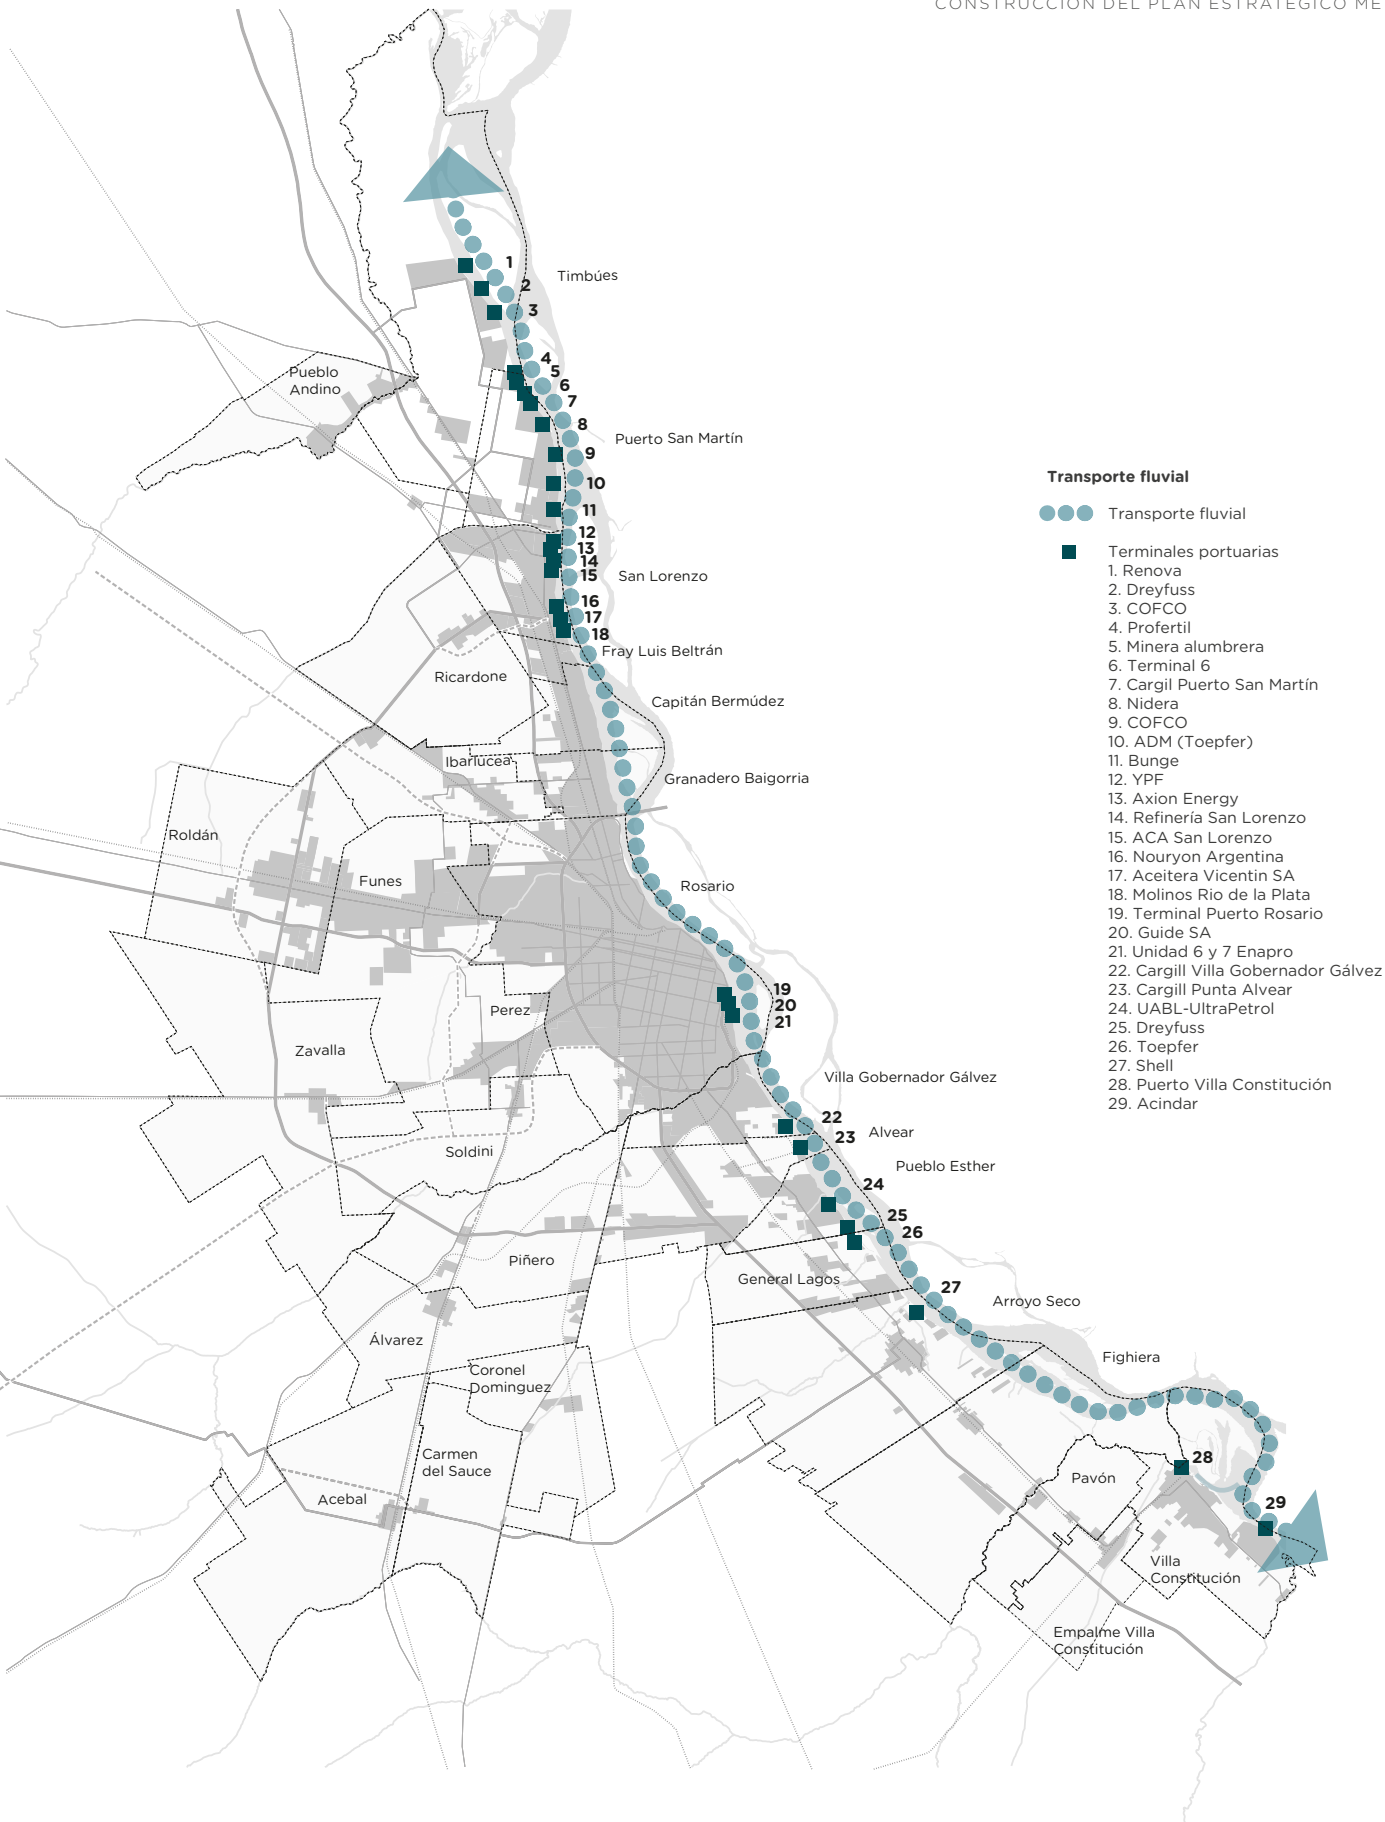 CONSTRUCCIÓN DEL PLAN ESTRATÉGICO ME
1
Timbúes
2
3
4
5
Pueblo
Andino
6
7
8
Puerto San Martín
9
10
11
12
13
14
15
San Lorenzo
16
17
18
Fray Luis Beltrán
Ricardone
Capitán Bermúdez
Ibarlucea
Granadero Baigorria
Roldán
Funes
Rosario
19
20
21
Perez
Zavalla
Villa Gobernador Gálvez
22
23
Alvear
Soldini
Pueblo Esther
24
25
26
Piñero
General Lagos
27
Arroyo Seco
Álvarez
Fighiera
Coronel
Dominguez
Carmen
del Sauce
28
Pavón
Acebal
29
Villa
Constitución
Empalme Villa
Constitución
Transporte fluvial
Transporte fluvial
Terminales portuarias
1. Renova
2. Dreyfuss
3. COFCO
4. Profertil
5. Minera alumbrera
6. Terminal 6
7. Cargil Puerto San Martín
8. Nidera
9. COFCO
10. ADM (Toepfer)
11. Bunge
12. YPF
13. Axion Energy
14. Refinería San Lorenzo
15. ACA San Lorenzo
16. Nouryon Argentina
17. Aceitera Vicentin SA
18. Molinos Rio de la Plata
19. Terminal Puerto Rosario
20. Guide SA
21. Unidad 6 y 7 Enapro
22. Cargill Villa Gobernador Gálvez
23. Cargill Punta Alvear
24. UABL-UltraPetrol
25. Dreyfuss
26. Toepfer
27. Shell
28. Puerto Villa Constitución
29. Acindar